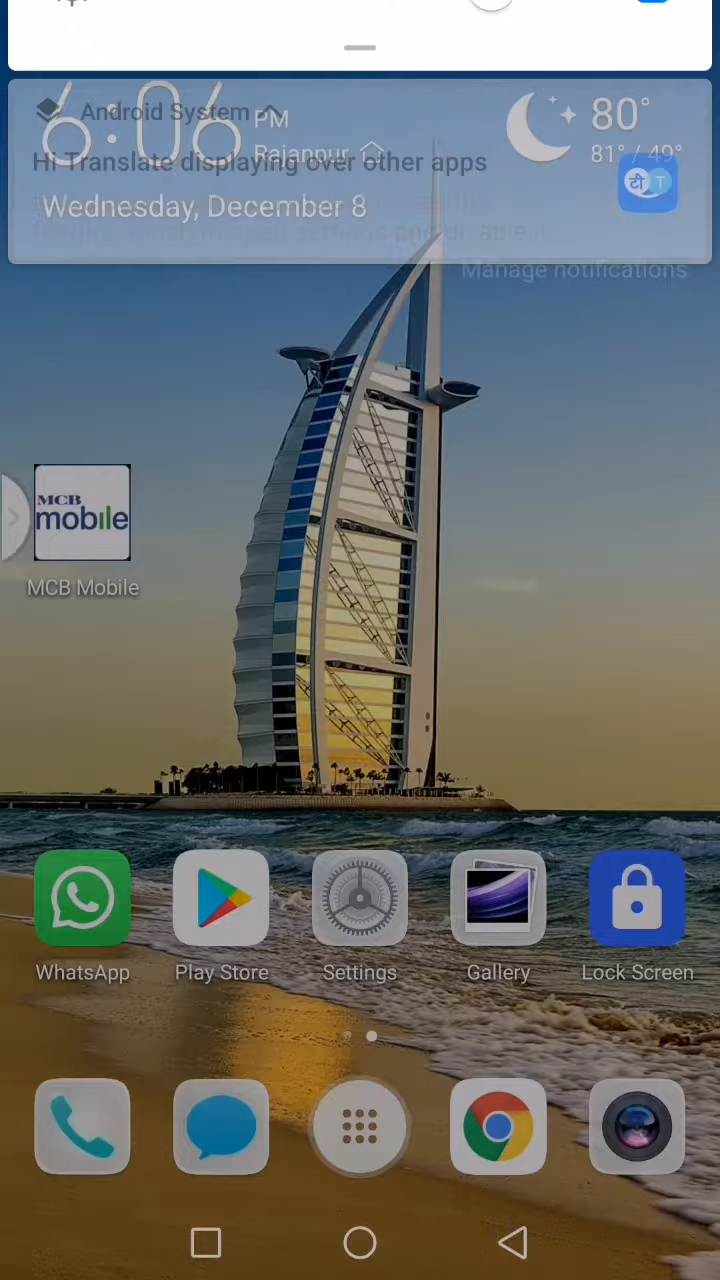 Android System
6:06 PM
Rajanpur
80°
81° / 49°
Hi Translate displaying over other apps
टी T
Wednesday, December 8
Manage notifications
MCB
mobile
MCB Mobile
WhatsApp Play Store Settings Gallery Lock Screen